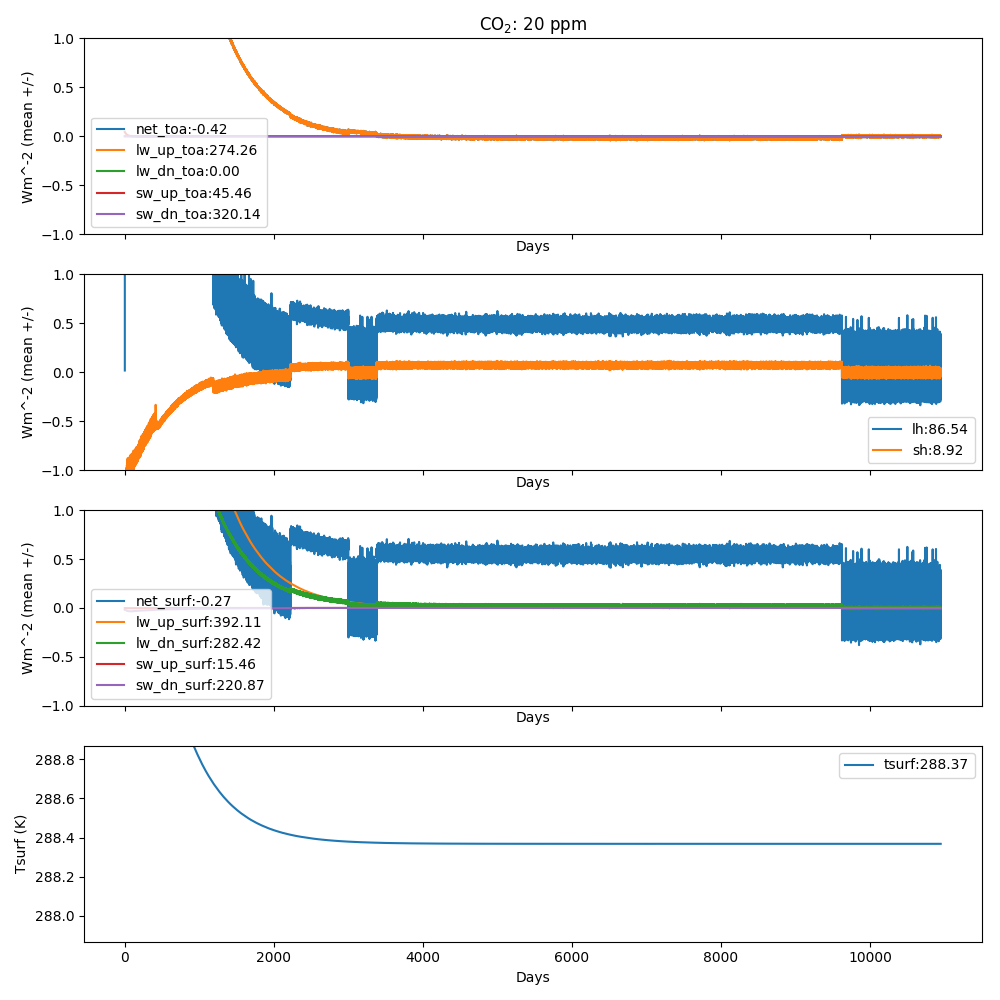 CO₂: 20 ppm
1.0
0.5
0.0
−0.5
−1.0
Wm^-2 (mean +/-)
net_toa:-0.42
lw_up_toa:274.26
lw_dn_toa:0.00
sw_up_toa:45.46
sw_dn_toa:320.14
Days
1.0
0.5
0.0
−0.5
−1.0
Wm^-2 (mean +/-)
lh:86.54
sh:8.92
Days
1.0
0.5
0.0
−0.5
−1.0
Wm^-2 (mean +/-)
net_surf:-0.27
lw_up_surf:392.11
lw_dn_surf:282.42
sw_up_surf:15.46
sw_dn_surf:220.87
Days
288.8
288.6
288.4
288.2
288.0
Tsurf (K)
tsurf:288.37
0 2000 4000 6000 8000 10000
Days